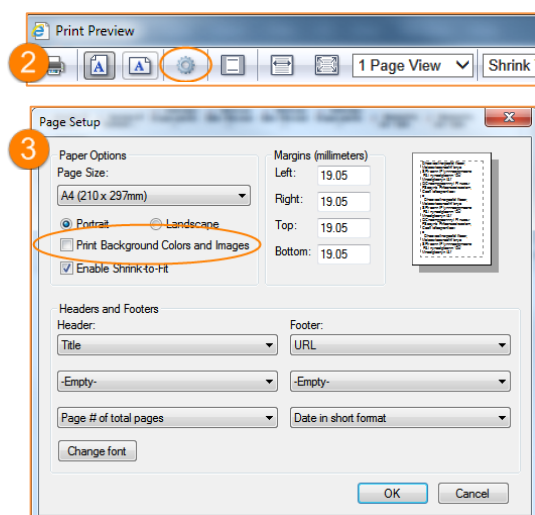 Print Preview
2
A
A
1 Page View
Shrink
Page Setup
3
Paper Options
Page Size:
A4 (210 x 297mm)
Portrait
Landscape
Print Background Colors and Images
Enable Shrink-to-Fit
Margins (millimeters)
Left: 19.05
Right: 19.05
Top: 19.05
Bottom: 19.05
Headers and Footers
Header:
Footer:
Title
URL
-Empty-
-Empty-
Page # of total pages
Date in short format
Change font
OK
Cancel